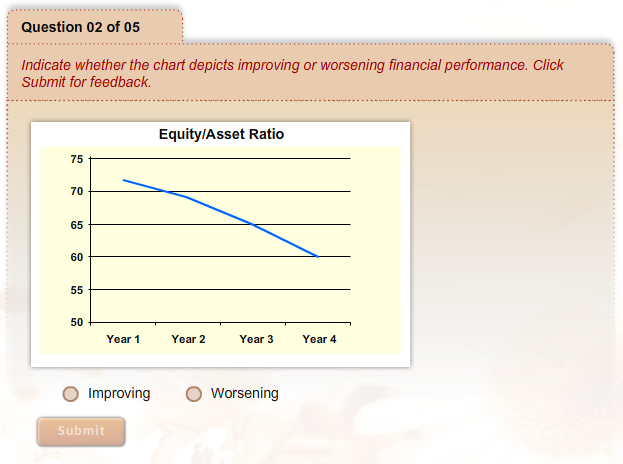 Question 02 of 05
Indicate whether the chart depicts improving or worsening financial performance. Click
Submit for feedback.
Equity/Asset Ratio
75
70
65
60
55
50
Year 1 Year 2 Year 3 Year 4
Improving Worsening
Submit